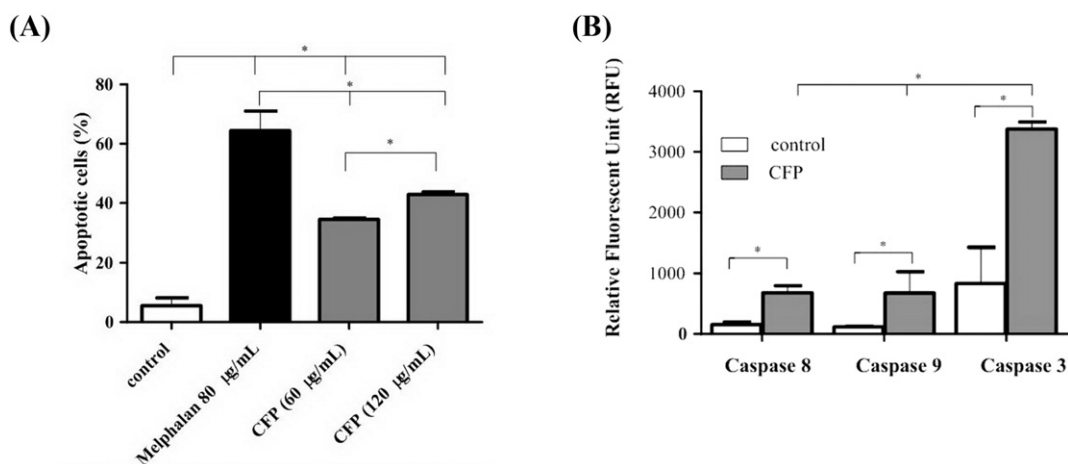 (A)
*
*
*
Apoptotic cells (%)
80
60
40
20
0
control
Melphalan 80 µg/mL
CFP (60 µg/mL)
CFP (120 µg/mL)
(B)
*
*
*
*
Relative Fluorescent Unit (RFU)
4000
3000
2000
1000
0
control
CFP
Caspase 8
Caspase 9
Caspase 3